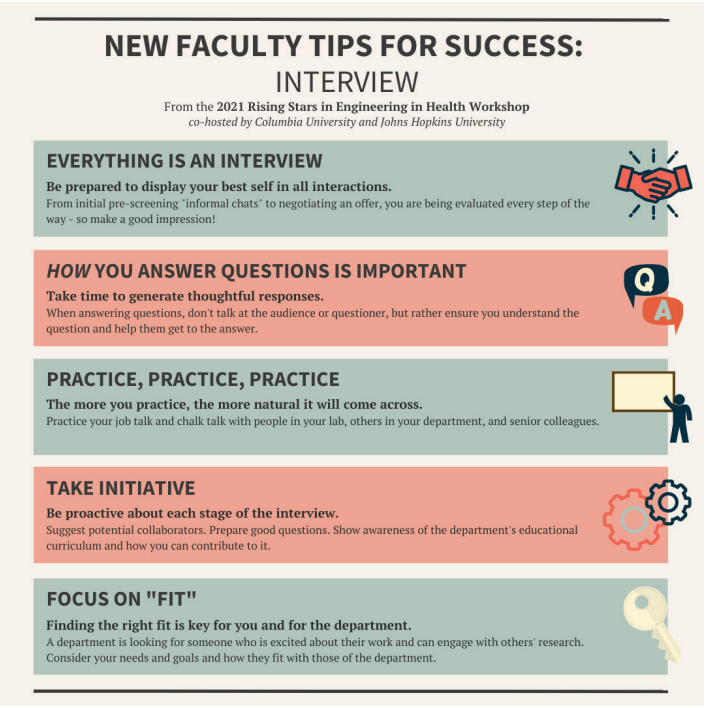 NEW FACULTY TIPS FOR SUCCESS:
INTERVIEW
From the 2021 Rising Stars in Engineering in Health Workshop
co-hosted by Columbia University and Johns Hopkins University
EVERYTHING IS AN INTERVIEW
Be prepared to display your best self in all interactions.
From initial pre-screening "informal chats" to negotiating an offer, you are being evaluated every step of the
way - so make a good impression!
HOW YOU ANSWER QUESTIONS IS IMPORTANT
Take time to generate thoughtful responses.
When answering questions, don't talk at the audience or questioner, but rather ensure you understand the
question and help them get to the answer.
Q
A
PRACTICE, PRACTICE, PRACTICE
The more you practice, the more natural it will come across.
Practice your job talk and chalk talk with people in your lab, others in your department, and senior colleagues.
TAKE INITIATIVE
Be proactive about each stage of the interview.
Suggest potential collaborators. Prepare good questions. Show awareness of the department's educational
curriculum and how you can contribute to it.
FOCUS ON "FIT"
Finding the right fit is key for you and for the department.
A department is looking for someone who is excited about their work and can engage with others' research.
Consider your needs and goals and how they fit with those of the department.